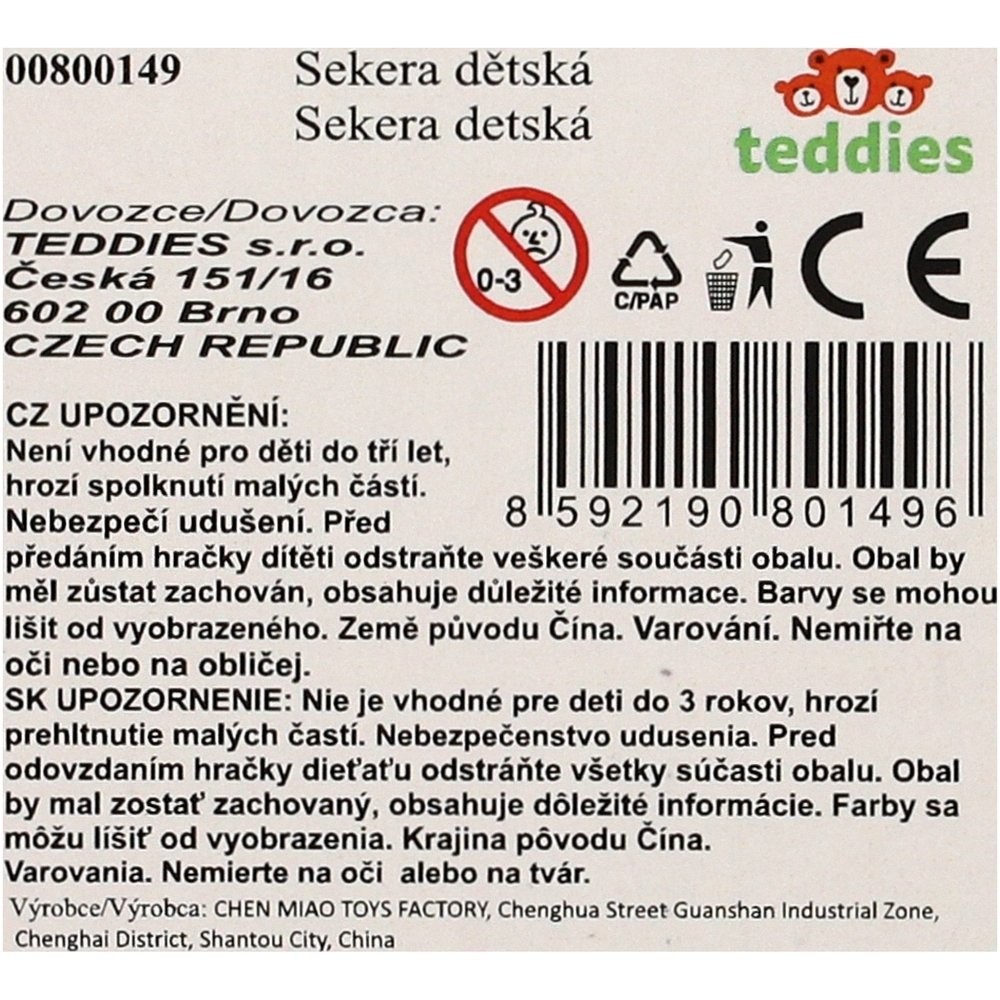 00800149
Sekera dětská
Sekera detská
teddies
Dovozce/Dovozca:
TEDDIES s.r.o.
Česká 151/16
602 00 Brno
CZECH REPUBLIC
0-3
C/PAP
CE
CZ UPOZORNĚNÍ:
Není vhodné pro děti do tří let,
hrozí spolknutí malých částí.
Nebezpečí udušení. Před
8 592190 801496
předáním hračky dítěti odstraňte veškeré součásti obalu. Obal by
měl zůstat zachován, obsahuje důležité informace. Barvy se mohou
lišit od vyobrazeného. Země původu Čína. Varování. Nemiřte na
oči nebo na obličej.
SK UPOZORNENIE: Nie je vhodné pre deti do 3 rokov, hrozí
prehltnutie malých častí. Nebezpečenstvo udusenia. Pred
odovzdaním hračky dieťaťu odstráňte všetky súčasti obalu. Obal
by mal zostať zachovaný, obsahuje dôležité informácie. Farby sa
môžu líšiť od vyobrazenia. Krajina pôvodu Čína.
Varovania. Nemierte na oči alebo na tvár.
Výrobce/Výrobca: CHEN MIAO TOYS FACTORY, Chenghua Street Guanshan Industrial Zone,
Chenghai District, Shantou City, China